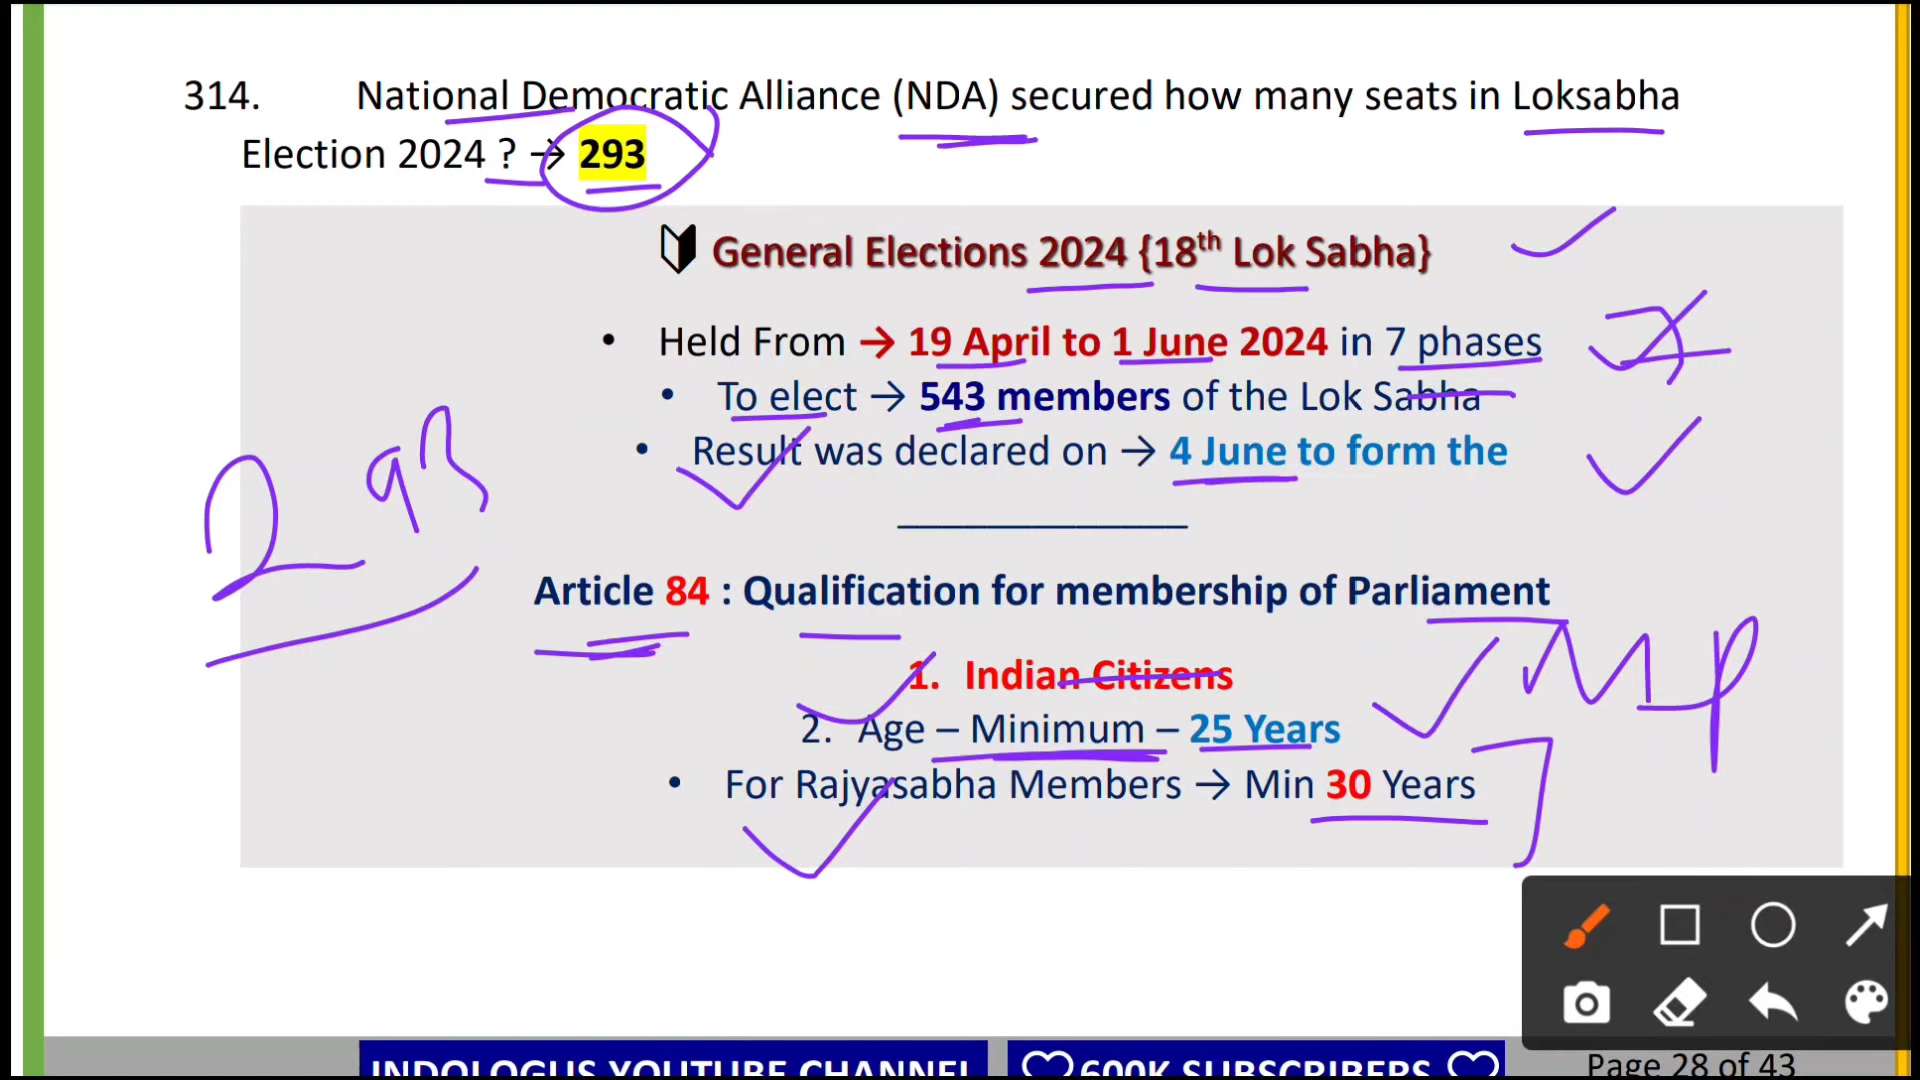 314. National Democratic Alliance (NDA) secured how many seats in Loksabha
Election 2024 ? → 293
General Elections 2024 {18th Lok Sabha}
• Held From → 19 April to 1 June 2024 in 7 phases
7
• To elect → 543 members of the Lok Sabha
• Result was declared on → 4 June to form the
293
Article 84 : Qualification for membership of Parliament
1. Indian Citizens
MP
2. Age – Minimum – 25 Years
• For Rajyasabha Members → Min 30 Years
INDOLOGUS YOUTUBE CHANNEL
♡ 600K SUBSCRIBERS ♡
Page 28 of 43